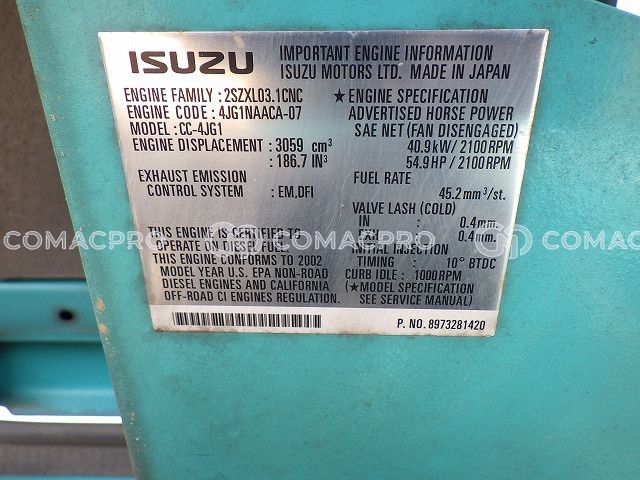 ISUZU
IMPORTANT ENGINE INFORMATION
ISUZU MOTORS LTD. MADE IN JAPAN
ENGINE FAMILY : 2SZXL03.1CNC
ENGINE CODE : 4JG1NAACA-07
MODEL : CC-4JG1
ENGINE DISPLACEMENT : 3059 cm³
: 186.7 IN³
EXHAUST EMISSION
CONTROL SYSTEM : EM,DFI
THIS ENGINE IS CERTIFIED TO
OPERATE ON DIESEL FUEL.
THIS ENGINE CONFORMS TO 2002
MODEL YEAR U.S. EPA NON-ROAD
DIESEL ENGINES AND CALIFORNIA
OFF-ROAD CI ENGINES REGULATION.
★ ENGINE SPECIFICATION
ADVERTISED HORSE POWER
SAE NET (FAN DISENGAGED)
40.9kW / 2100RPM
54.9HP / 2100RPM
FUEL RATE
45.2mm³/st.
VALVE LASH (COLD)
IN : 0.4mm
EX : 0.4mm
INITIAL INJECTION
TIMING : 10° BTDC
CURB IDLE : 1000RPM
(★MODEL SPECIFICATION
SEE SERVICE MANUAL)
P. NO. 8973281420
COMACPRO
COMACPRO
COMACPRO
COMACPRO